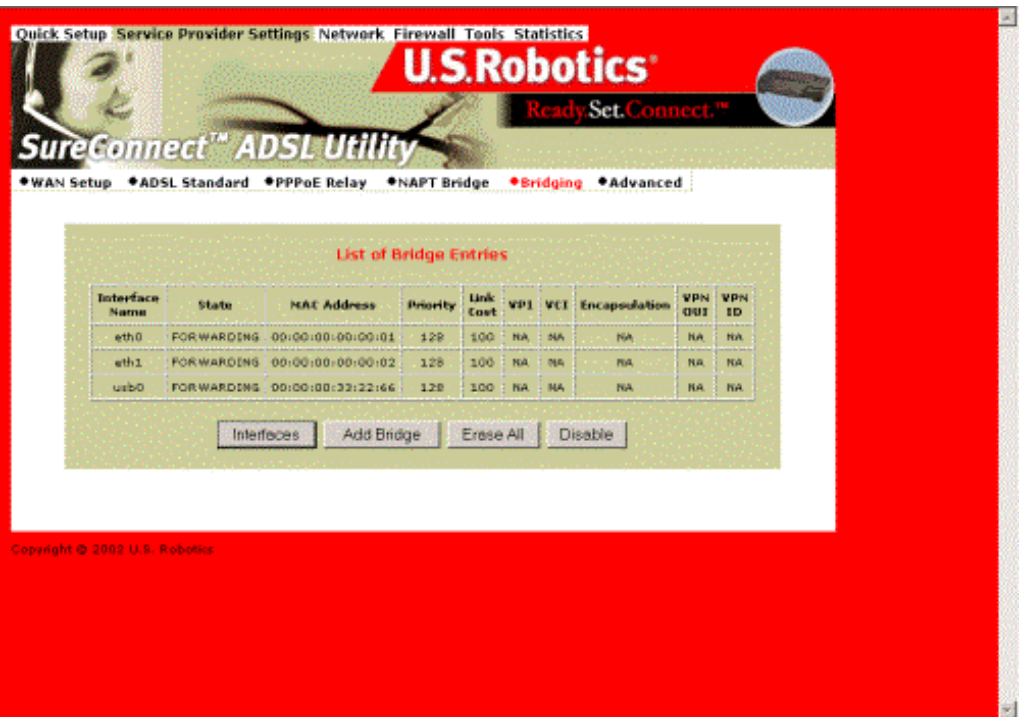 Quick Setup Service Provider Settings Network Firewall Tools Statistics
U.S.Robotics®
Ready.Set.Connect.™
SureConnect™ ADSL Utility
WAN Setup ADSL Standard PPPoE Relay NAPT Bridge Bridging Advanced
List of Bridge Entries
Interface Name State MAC Address Priority Link Cost VPI VCI Encapsulation VPN OUI VPN ID
eth0 FORWARDING 00:00:00:00:00:01 128 100 NA NA NA NA NA
eth1 FORWARDING 00:00:00:00:00:02 128 100 NA NA NA NA NA
usb0 FORWARDING 00:00:00:33:22:66 128 100 NA NA NA NA NA
Interfaces Add Bridge Erase All Disable
Copyright © 2002 U.S. Robotics